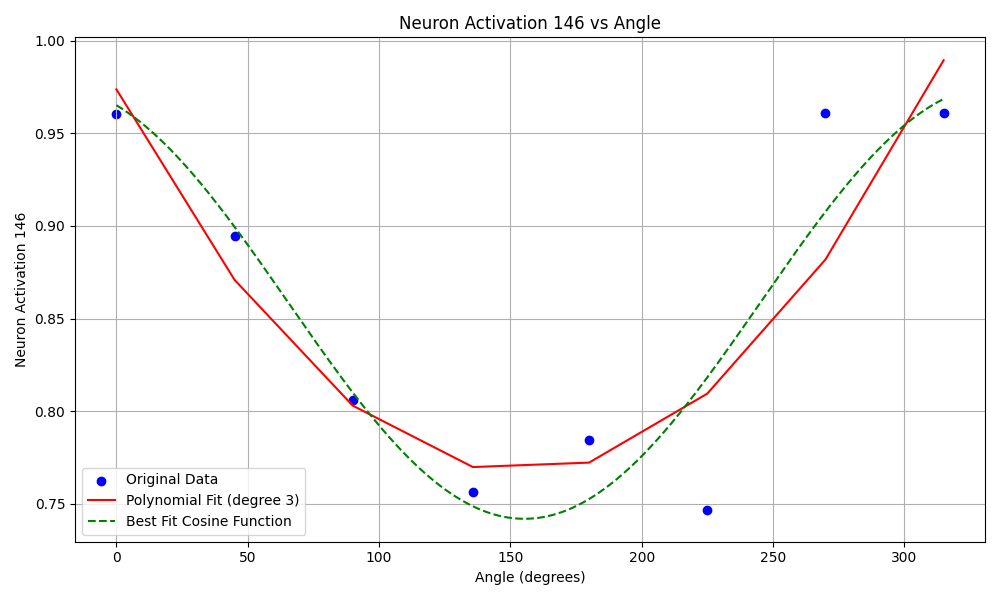 Neuron Activation 146 vs Angle
Neuron Activation 146
1.00
0.95
0.90
0.85
0.80
0.75
Original Data
Polynomial Fit (degree 3)
Best Fit Cosine Function
0 50 100 150 200 250 300
Angle (degrees)